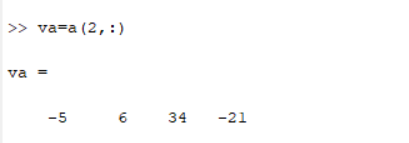 >> va=a(2,:)
va =
-5 6 34 -21